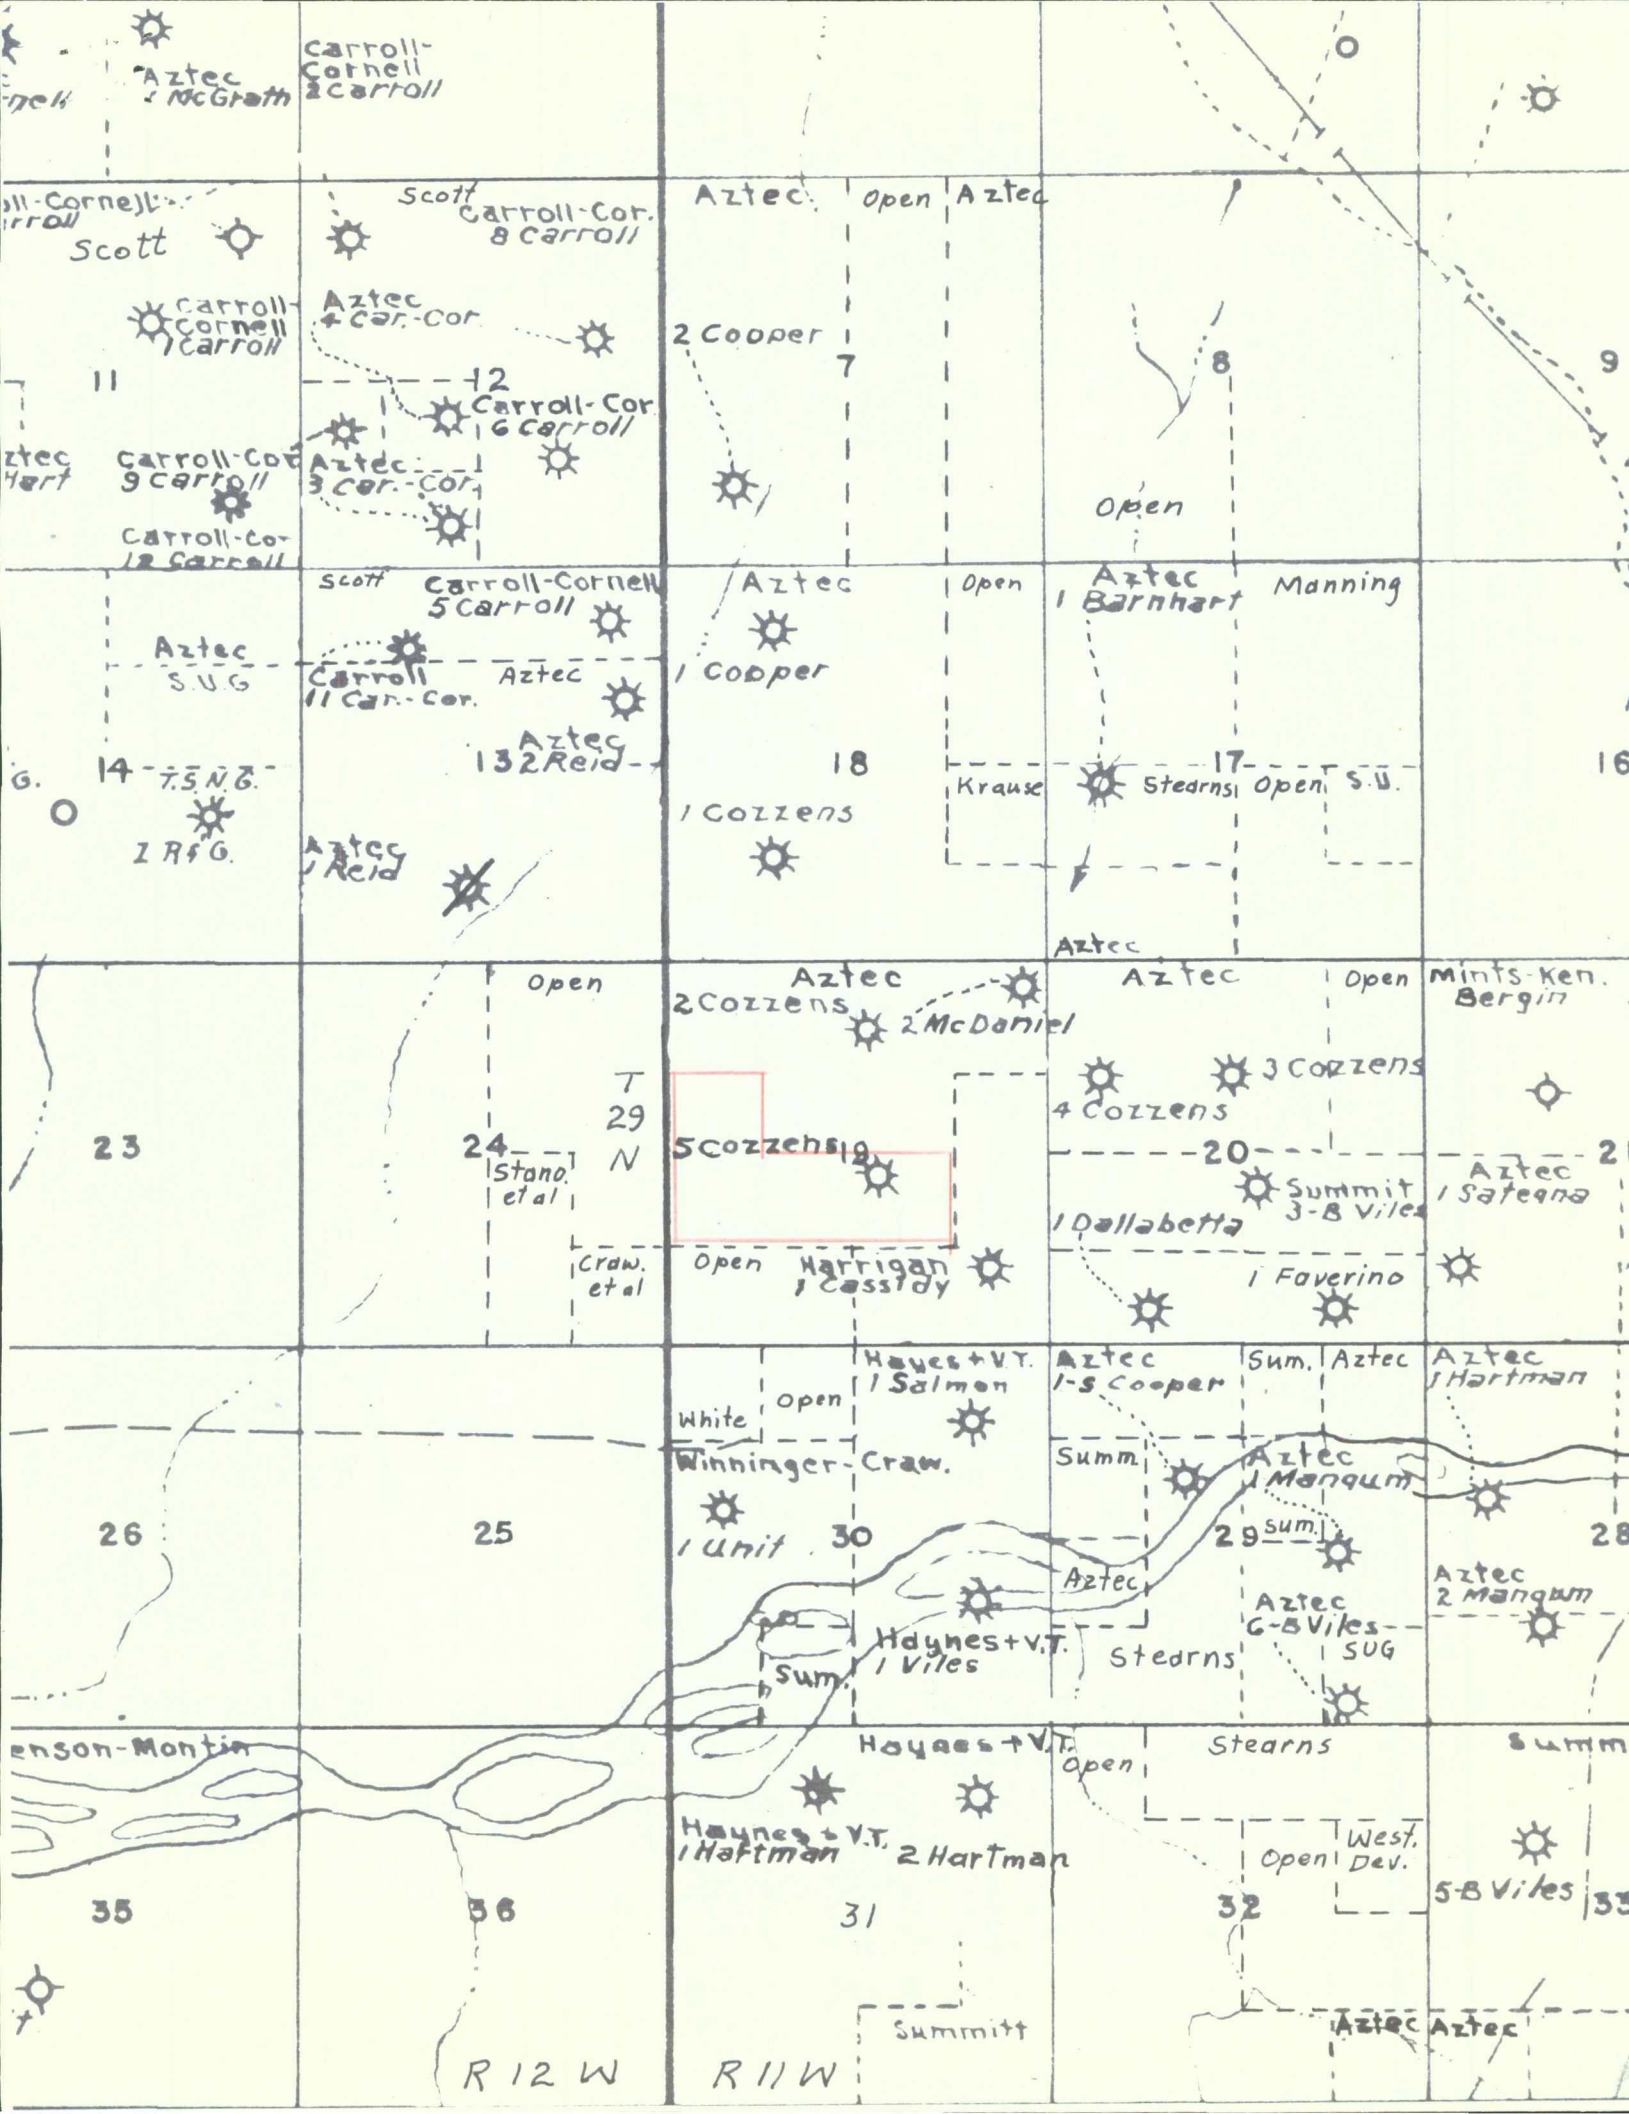 Aztec
1 McGrath
Carroll-
Cornell
2 Carroll
Scott
Scott
Carroll-Cor.
8 Carroll
Aztec
Open
Aztec
Carroll-
Cornell
1 Carroll
Aztec
4 Car.-Cor.
2 Cooper
11
12
7
8
9
Carroll-Cor
6 Carroll
Carroll-Cor
9 Carroll
Aztec
3 Car.-Cor.
Open
Carroll-Co-
12 Carroll
Scott
Carroll-Cornell
5 Carroll
Aztec
Open
Aztec
1 Barnhart
Manning
Aztec
S.U.G
Carroll
11 Car.-Cor.
Aztec
1 Cooper
Aztec
13 2 Reid
14
T.S.N.G.
G.
18
17
16
Krause
Stearns
Open
S.U.
1 Cozzens
Aztec
1 Reid
Aztec
Open
Aztec
2 Cozzens
2 McDaniel
Aztec
Open
Mints-Ken.
Bergin
T
29
N
3 Cozzens
4 Cozzens
23
24
5 Cozzens
19
20
21
Stano.
et al
Summit
3-B Viles
Aztec
1 Dallabetta
Craw.
et al
Open
Harrigan
1 Cassidy
1 Faverino
Hayes + V.T.
1 Salmon
Aztec
1-S Cooper
Sum.
Aztec
Aztec
1 Hartman
White
Open
Winninger-Craw.
Summ
Aztec
1 Mangum
26
25
1 Unit
30
29
Sum.
28
Aztec
Aztec
6-B Viles
SUG
Aztec
2 Mangum
Haynes + V.T.
1 Viles
Sum.
Stearns
enson-Montin
Haynes + V.T.
Open
Stearns
Summ
Haynes + V.T.
1 Hartman
2 Hartman
Open
West.
Dev.
5-B Viles
35
36
31
32
33
Summitt
Aztec
Aztec
R 12 W
R 11 W